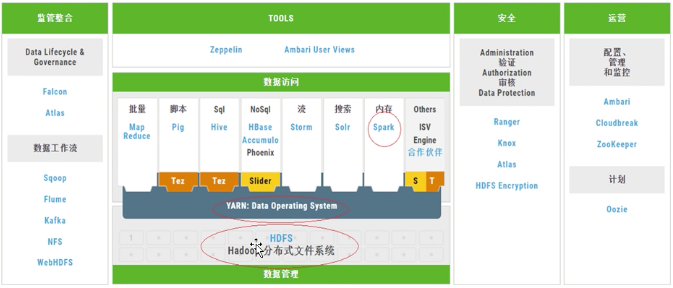 监管整合
Data Lifecycle &
Governance
Falcon
Atlas
数据工作流
Sqoop
Flume
Kafka
NFS
WebHDFS
TOOLS
Zeppelin
Ambari User Views
数据访问
批量
Map
Reduce
脚本
Pig
Sql
Hive
NoSql
HBase
Accumulo
Phoenix
流
Storm
搜索
Solr
内存
Spark
Others
ISV
Engine
合作伙伴
Tez
Tez
Slider
S
T
YARN: Data Operating System
1
HDFS
Hadoop分布式文件系统
数据管理
安全
Administration
验证
Authorization
审核
Data Protection
Ranger
Knox
Atlas
HDFS Encryption
运营
配置、
管理
和监控
Ambari
Cloudbreak
ZooKeeper
计划
Oozie